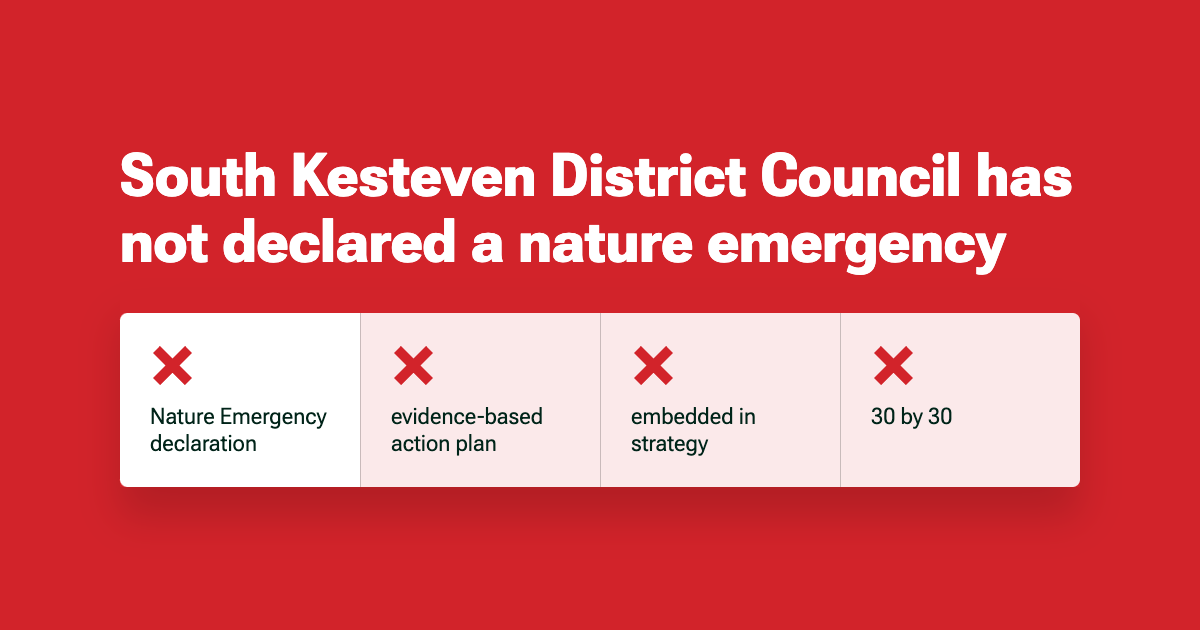 South Kesteven District Council has
not declared a nature emergency
Nature Emergency
declaration
evidence-based
action plan
embedded in
strategy
30 by 30